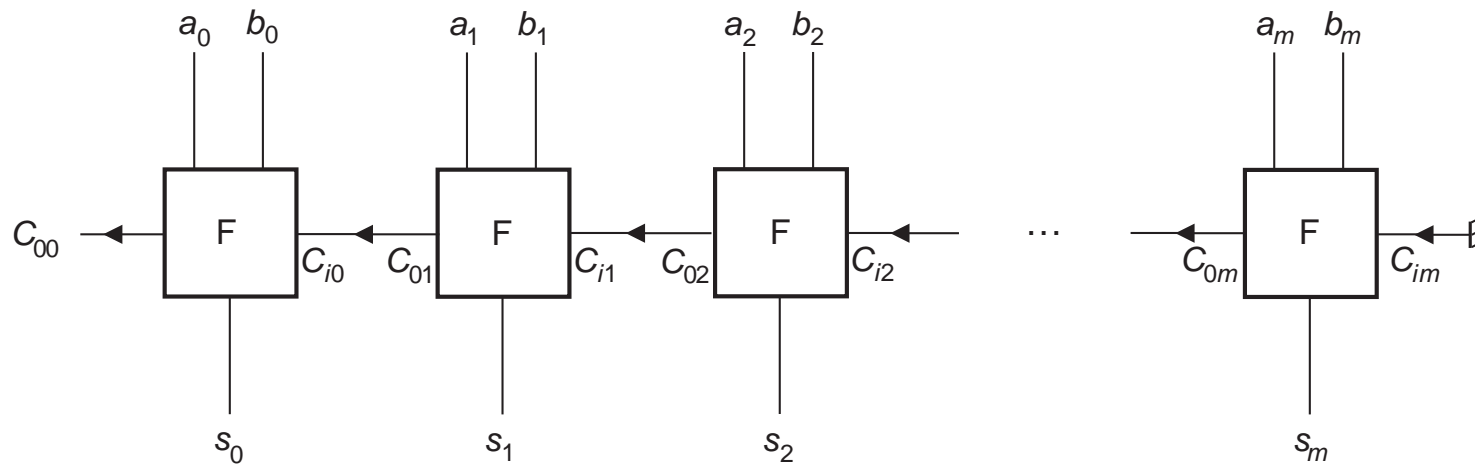 a0 b0 a1 b1 a2 b2 am bm
F F F ... F
C00 Ci0 C01 Ci1 C02 Ci2 C0m Cim
s0 s1 s2 sm